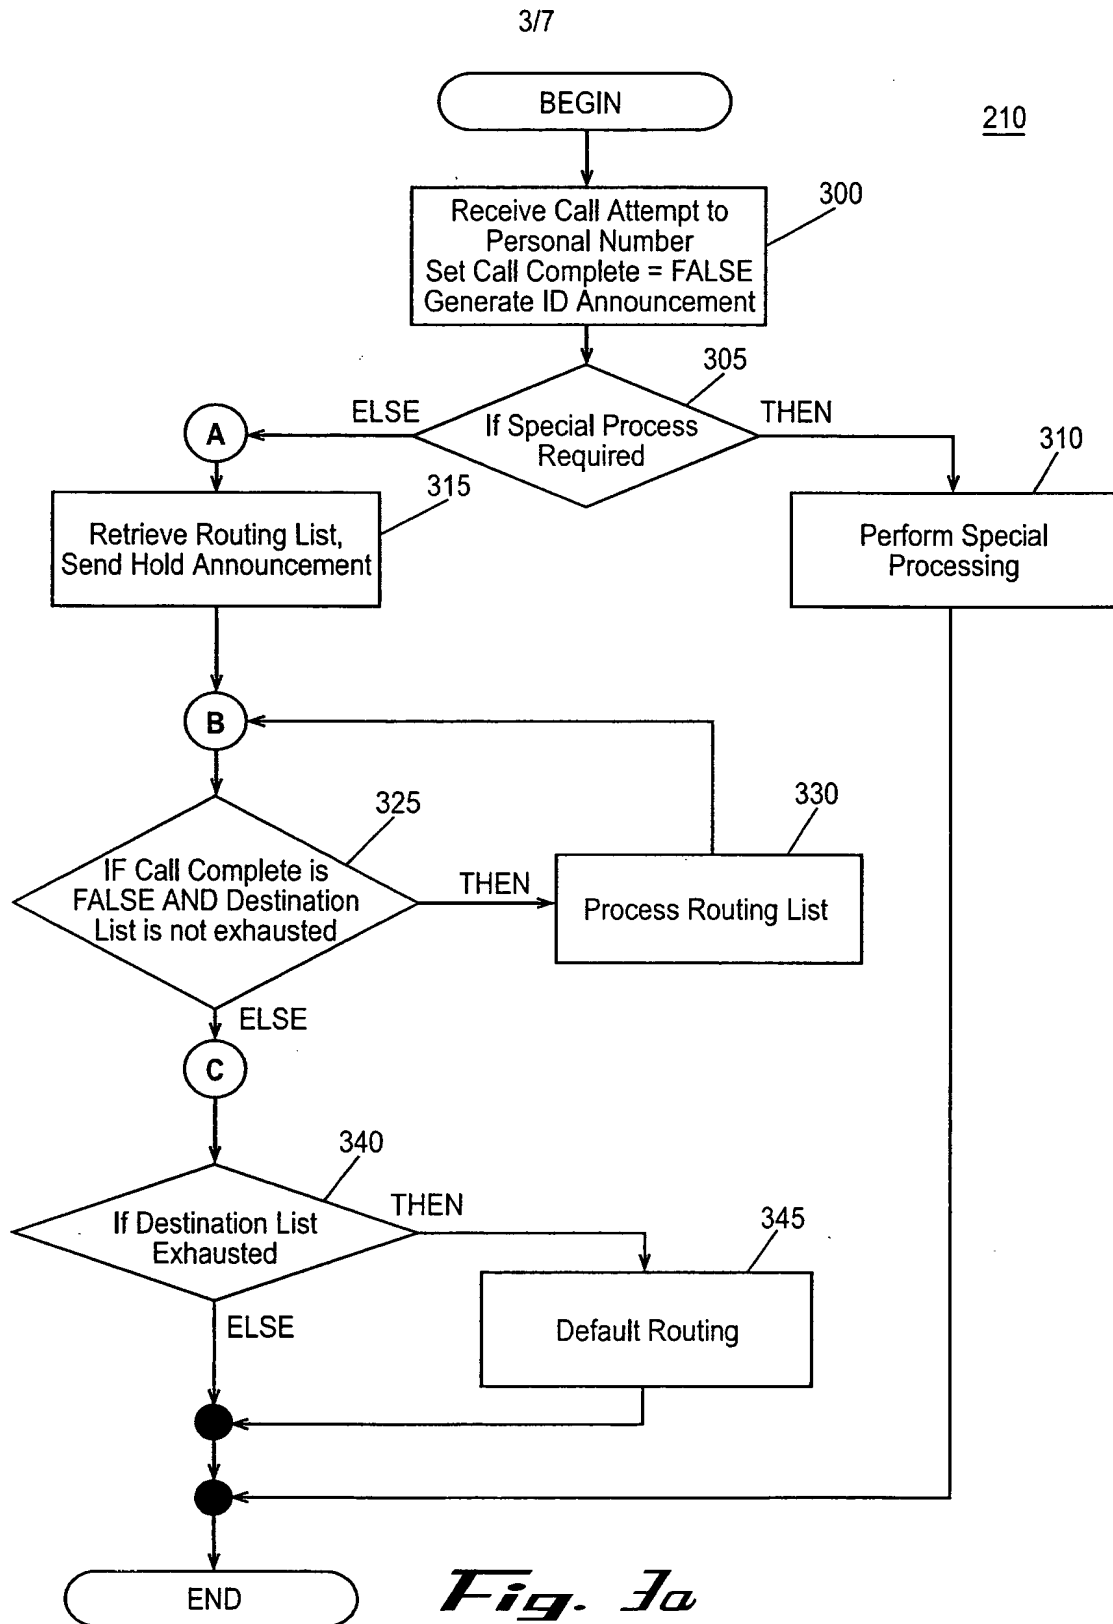 3/7
BEGIN
210
300
Receive Call Attempt to
Personal Number
Set Call Complete = FALSE
Generate ID Announcement
305
ELSE
THEN
If Special Process
Required
A
310
315
Retrieve Routing List,
Send Hold Announcement
Perform Special
Processing
B
325
330
IF Call Complete is
FALSE AND Destination
List is not exhausted
THEN
Process Routing List
ELSE
C
340
THEN
If Destination List
Exhausted
345
ELSE
Default Routing
END
Fig. 3a